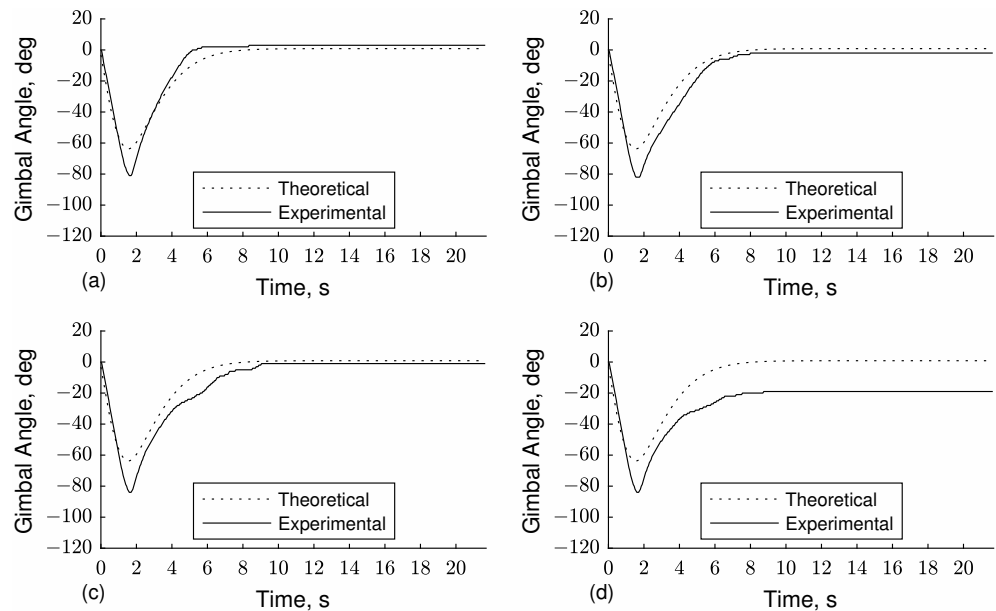 20
0
−20
−40
−60
−80
−100
−120
Gimbal Angle, deg
Theoretical
Experimental
0 2 4 6 8 10 12 14 16 18 20
(a)
Time, s
20
0
−20
−40
−60
−80
−100
−120
Gimbal Angle, deg
Theoretical
Experimental
0 2 4 6 8 10 12 14 16 18 20
(b)
Time, s
20
0
−20
−40
−60
−80
−100
−120
Gimbal Angle, deg
Theoretical
Experimental
0 2 4 6 8 10 12 14 16 18 20
(c)
Time, s
20
0
−20
−40
−60
−80
−100
−120
Gimbal Angle, deg
Theoretical
Experimental
0 2 4 6 8 10 12 14 16 18 20
(d)
Time, s